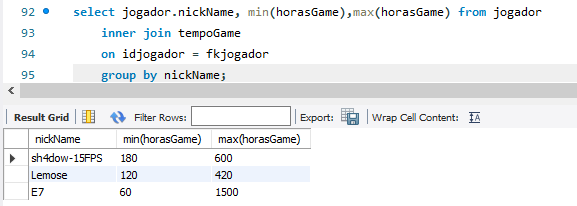 92 select jogador.nickName, min(horasGame),max(horasGame) from jogador
93 inner join tempoGame
94 on idjogador = fkjogador
95 group by nickName;
Result Grid Filter Rows: Export: Wrap Cell Content: IA
nickName min(horasGame) max(horasGame)
sh4dow-15FPS 180 600
Lemose 120 420
E7 60 1500